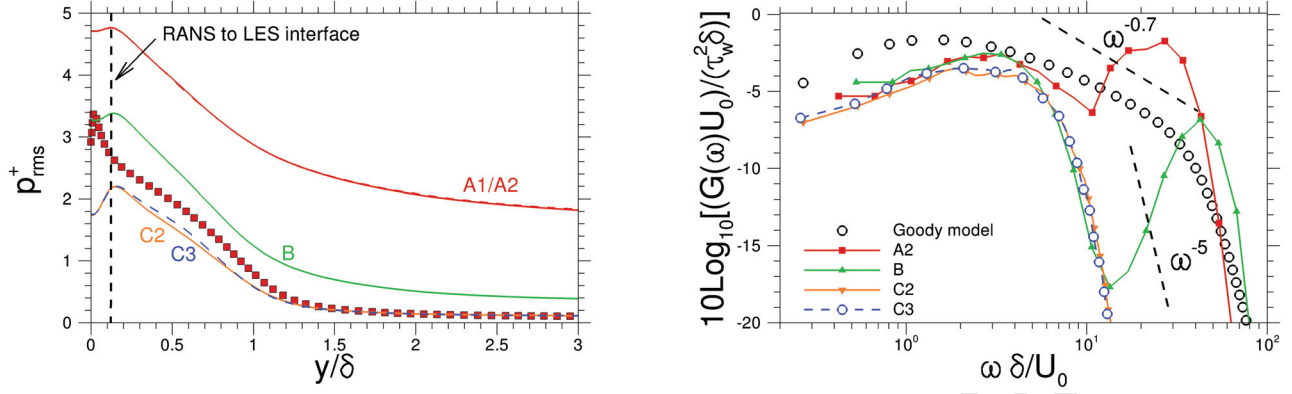 5
4
3
2
1
0
p⁺rms
RANS to LES interface
A1/A2
B
C2
C3
0 0.5 1 1.5 2 2.5 3
y/δ
0
-5
-10
-15
-20
10Log₁₀[(G(ω)U₀)/(τ²wδ)]
ω⁻⁰·⁷
ω⁻⁵
Goody model
A2
B
C2
C3
10⁰ 10¹ 10²
ω δ/U₀